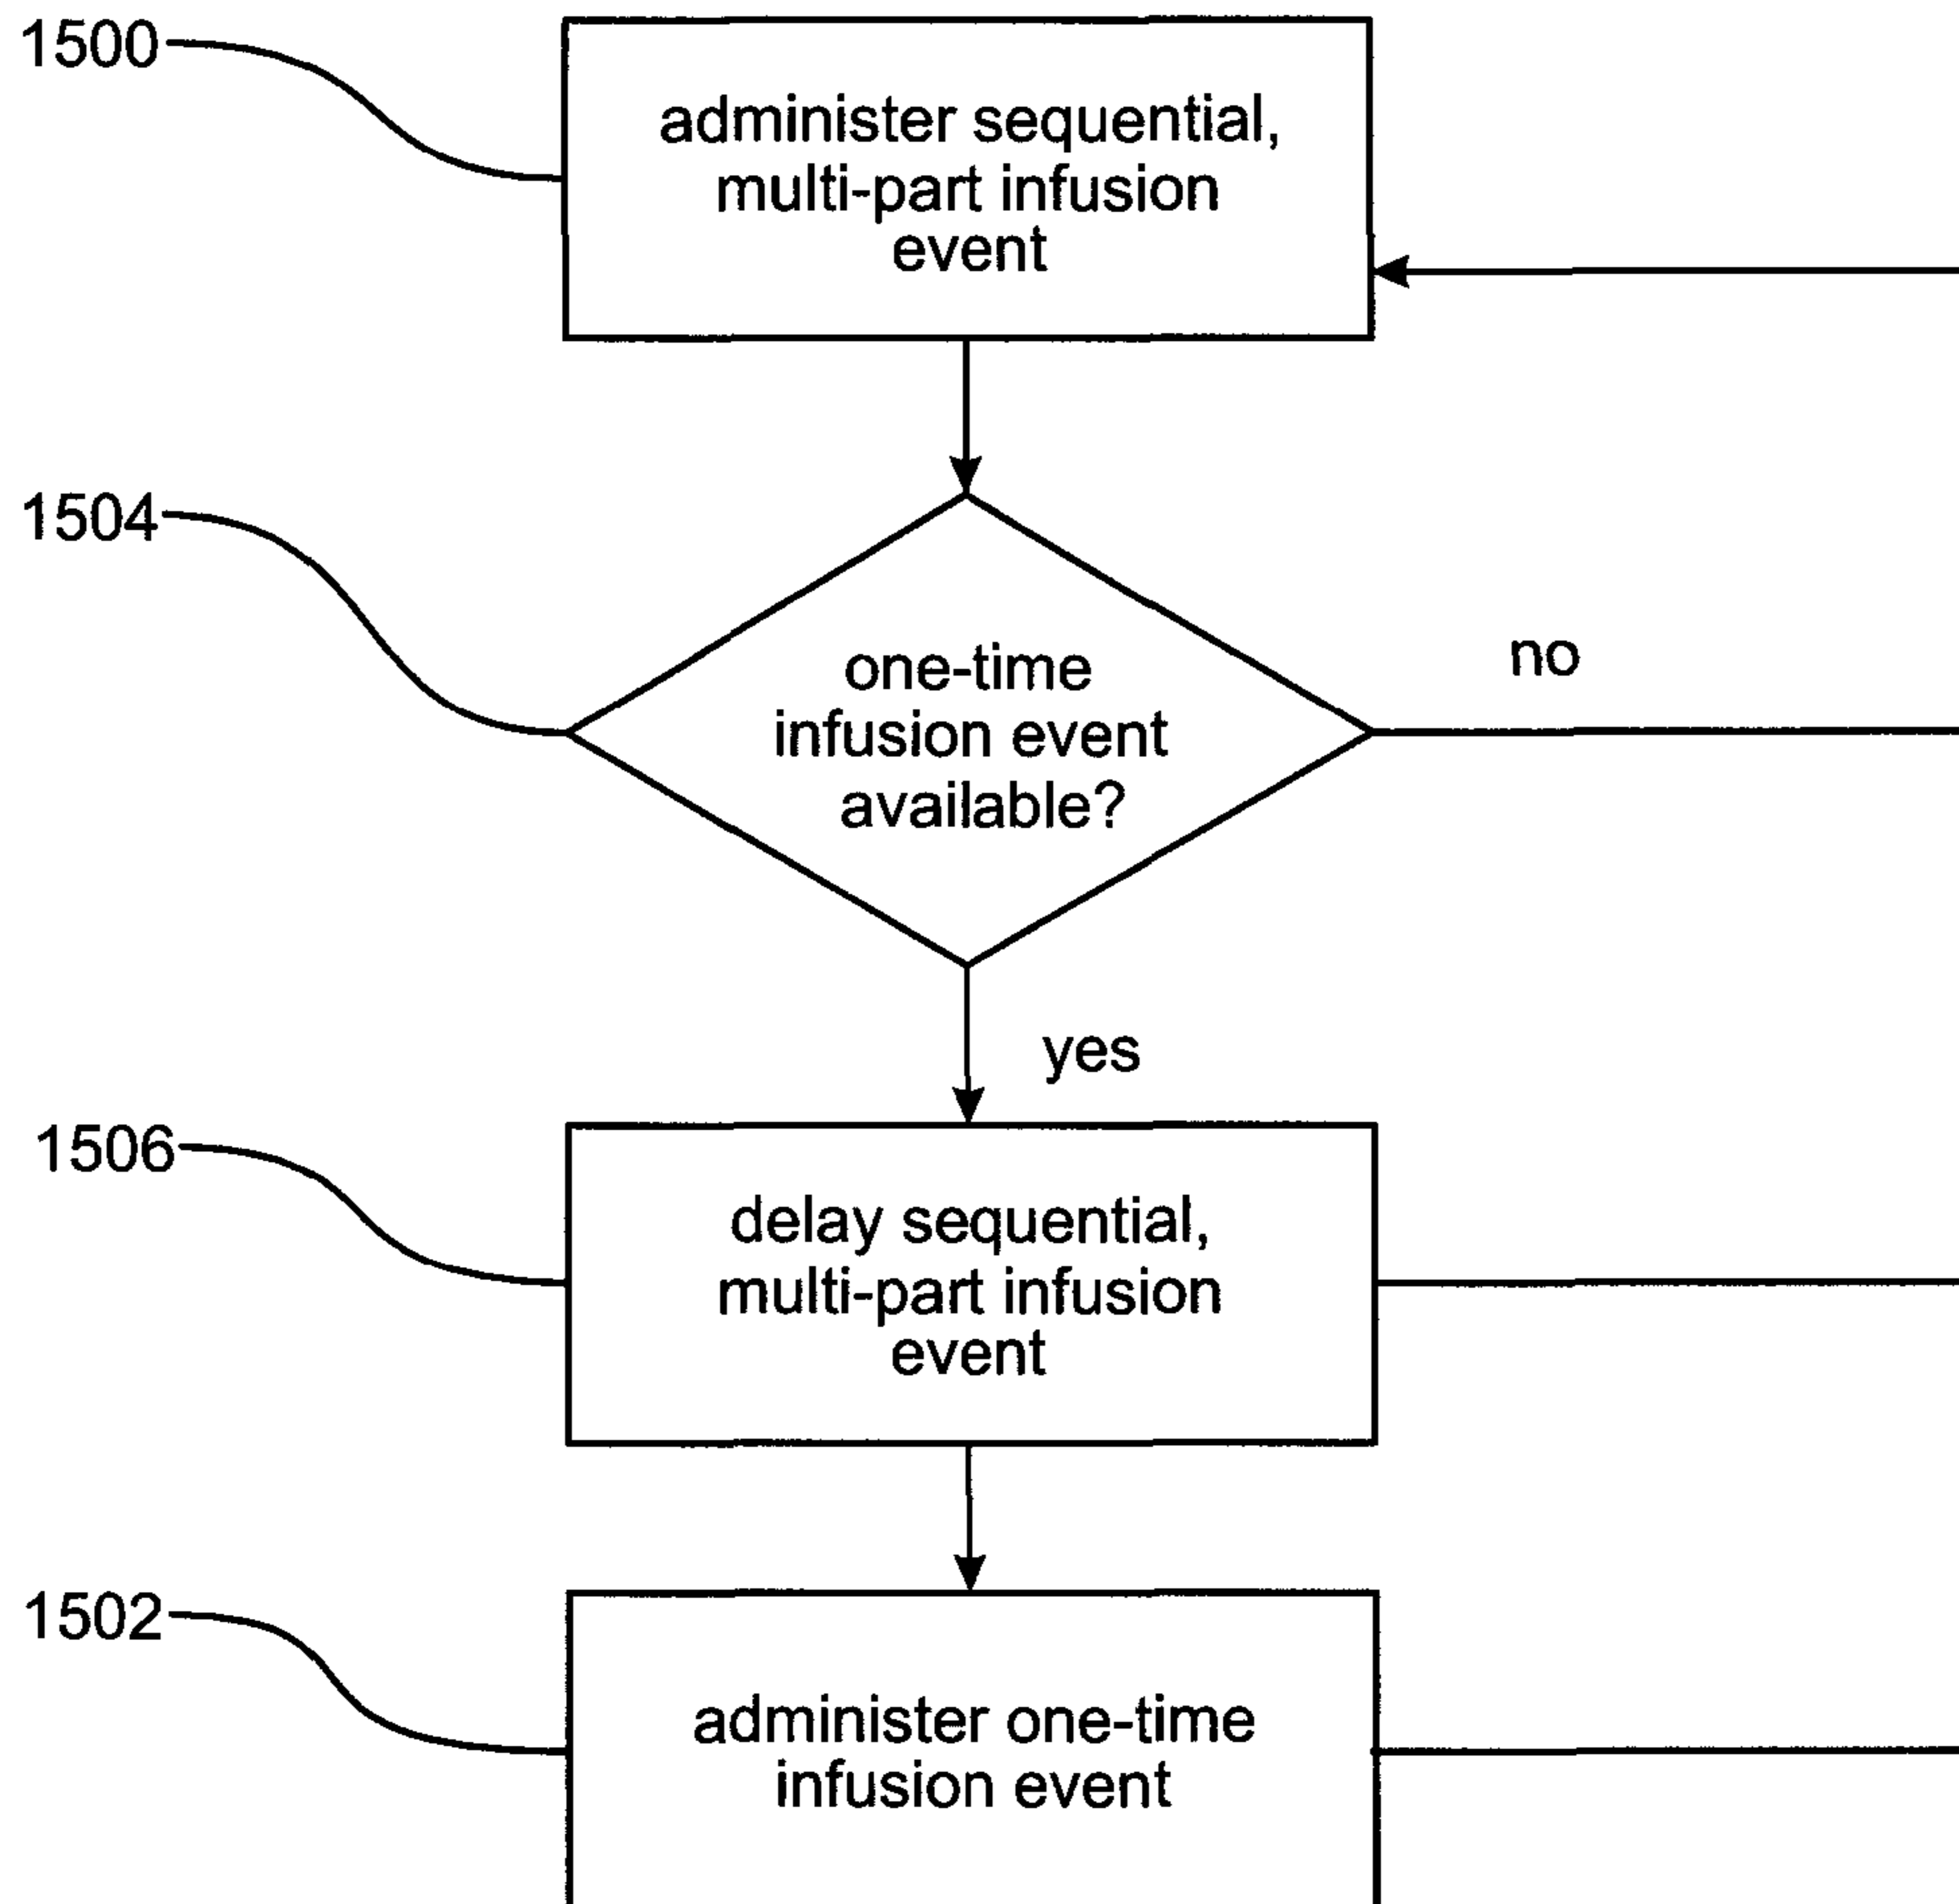 1500
administer sequential,
multi-part infusion
event
1504
one-time
infusion event
available?
no
yes
1506
delay sequential,
multi-part infusion
event
1502
administer one-time
infusion event